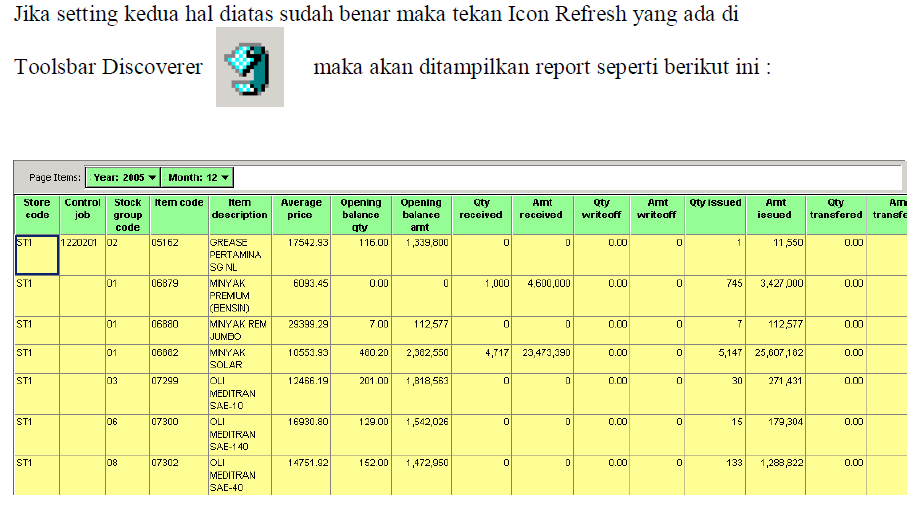 Jika setting kedua hal diatas sudah benar maka tekan Icon Refresh yang ada di
Toolsbar Discoverer maka akan ditampilkan report seperti berikut ini :
Page Items: Year: 2005 Month: 12
Store code Control job Stock group code Item code Item description Average price Opening balance qty Opening balance amt Qty received Amt received Qty writeoff Amt writeoff Qty issued Amt issued Qty transfered Am transfe
ST1 1220201 02 05162 GREASE PERTAMINA SG NL 17542.93 116.00 1,339,800 0 0 0.00 0 1 11,550 0.00
ST1 01 06879 MINYAK PREMIUM (BENSIN) 6093.45 0.00 0 1,000 4,600,000 0.00 0 745 3,427,000 0.00
ST1 01 06880 MINYAK REM JUMBO 29399.29 7.00 112,577 0 0 0.00 0 7 112,577 0.00
ST1 01 06882 MINYAK SOLAR 10553.93 480.20 2,382,550 4,717 23,473,390 0.00 0 5,147 25,607,182 0.00
ST1 03 07299 OLI MEDITRAN SAE-10 12466.19 201.00 1,818,563 0 0 0.00 0 30 271,431 0.00
ST1 06 07300 OLI MEDITRAN SAE-140 16930.80 129.00 1,542,026 0 0 0.00 0 15 179,304 0.00
ST1 08 07302 OLI MEDITRAN SAE-40 14751.92 152.00 1,472,950 0 0 0.00 0 133 1,288,822 0.00